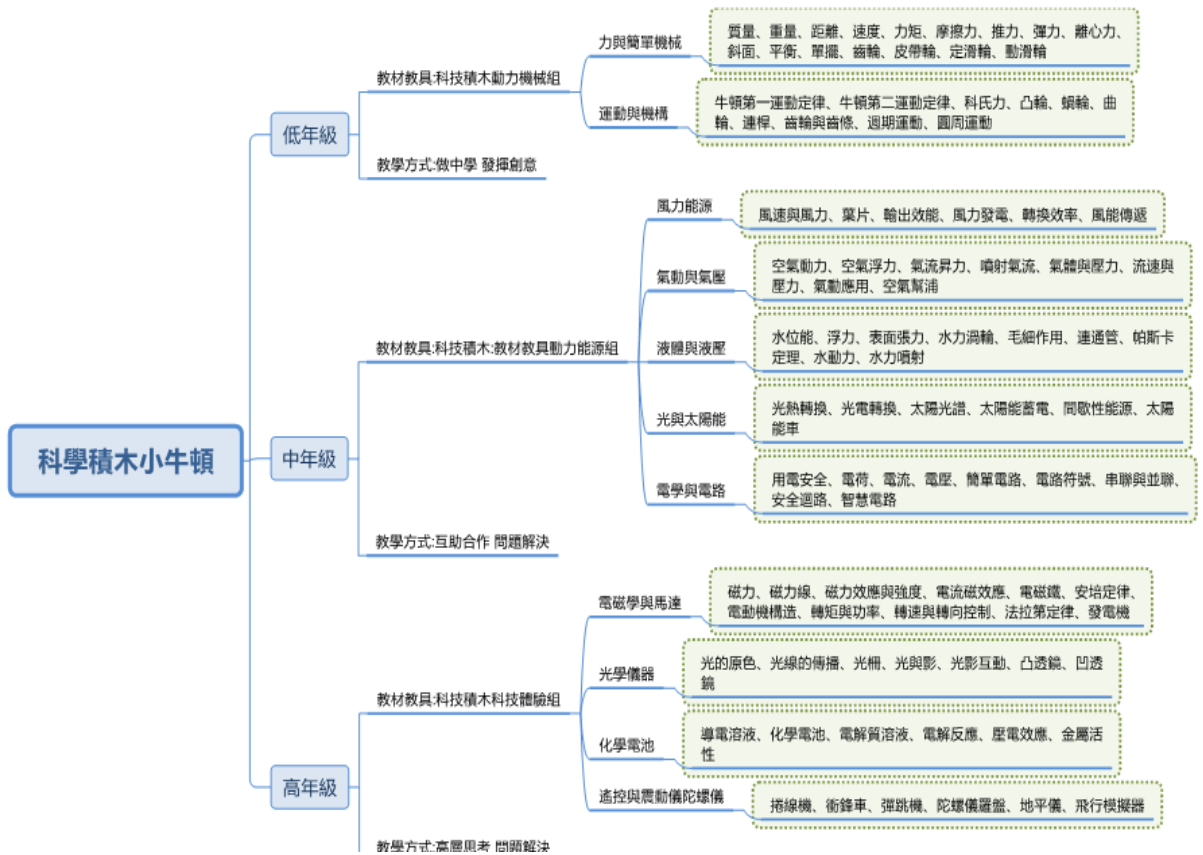 科學積木小牛頓
低年級
教材教具:科技積木動力機械組
力與簡單機械
質量、重量、距離、速度、力矩、摩擦力、推力、彈力、離心力、
斜面、平衡、單擺、齒輪、皮帶輪、定滑輪、動滑輪
運動與機構
牛頓第一運動定律、牛頓第二運動定律、科氏力、凸輪、蝸輪、曲
輪、連桿、齒輪與齒條、週期運動、圓周運動
教學方式:做中學 發揮創意
中年級
教材教具:科技積木:教材教具動力能源組
風力能源
風速與風力、葉片、輸出效能、風力發電、轉換效率、風能傳遞
氣動與氣壓
空氣動力、空氣浮力、氣流昇力、噴射氣流、氣體與壓力、流速與
壓力、氣動應用、空氣幫浦
液體與液壓
水位能、浮力、表面張力、水力渦輪、毛細作用、連通管、帕斯卡
定理、水動力、水力噴射
光與太陽能
光熱轉換、光電轉換、太陽光譜、太陽能蓄電、間歇性能源、太陽
能車
電學與電路
用電安全、電荷、電流、電壓、簡單電路、電路符號、串聯與並聯、
安全迴路、智慧電路
教學方式:互助合作 問題解決
高年級
教材教具:科技積木科技體驗組
電磁學與馬達
磁力、磁力線、磁力效應與強度、電流磁效應、電磁鐵、安培定律、
電動機構造、轉矩與功率、轉速與轉向控制、法拉第定律、發電機
光學儀器
光的原色、光線的傳播、光柵、光與影、光影互動、凸透鏡、凹透
鏡
化學電池
導電溶液、化學電池、電解質溶液、電解反應、壓電效應、金屬活
性
遙控與震動儀陀螺儀
捲線機、衝鋒車、彈跳機、陀螺儀羅盤、地平儀、飛行模擬器
教學方式:高層思考 問題解決